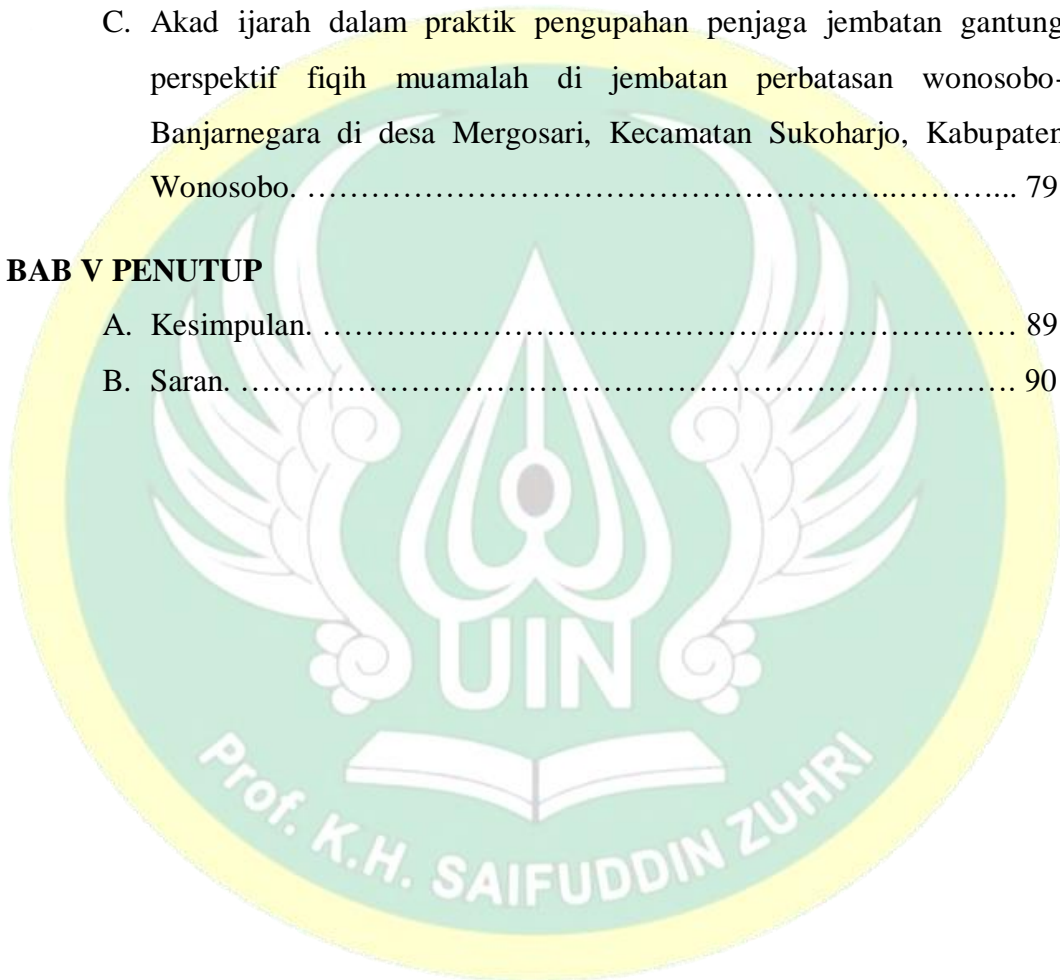 C. Akad ijarah dalam praktik pengupahan penjaga jembatan gantung
perspektif fiqih muamalah di jembatan perbatasan wonosobo-
Banjarnegara di desa Mergosari, Kecamatan Sukoharjo, Kabupaten
Wonosobo. ……………………………………………..………... 79
BAB V PENUTUP
A. Kesimpulan. ………………………………………...………………… 89
B. Saran. …………………………………………………………………. 90
UIN
Prof. K.H. SAIFUDDIN ZUHRI